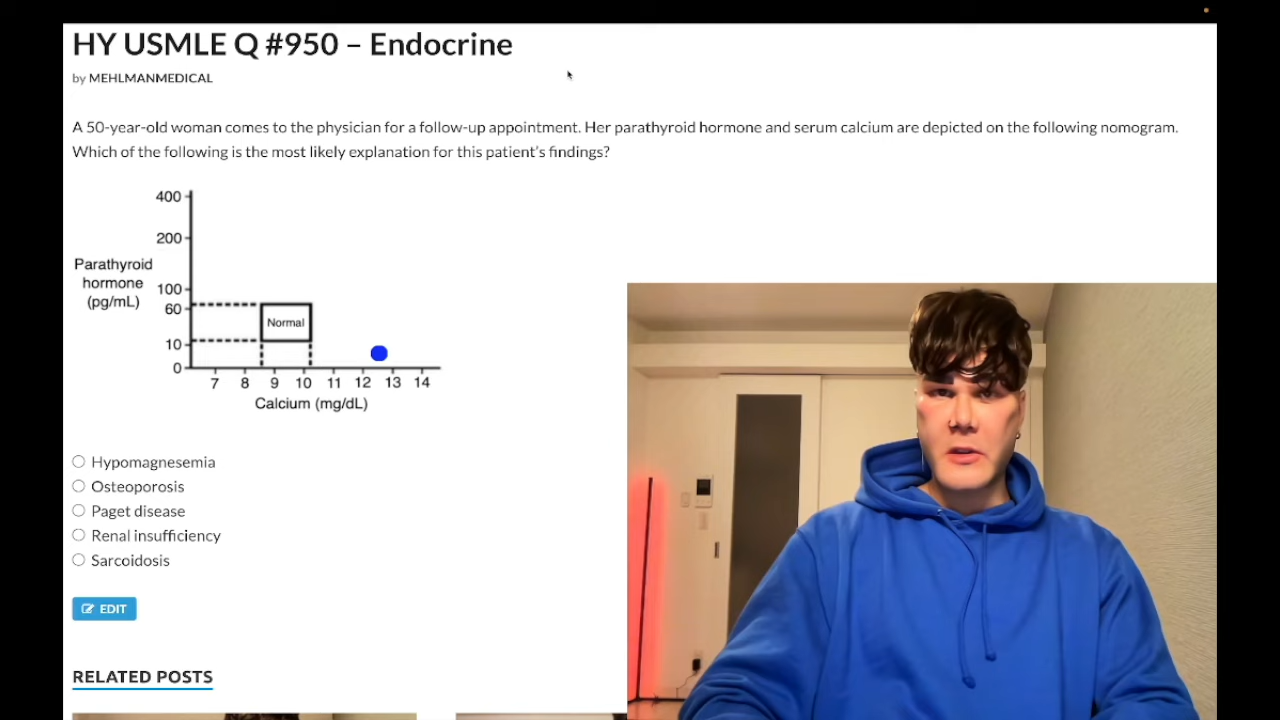 HY USMLE Q #950 – Endocrine
by MEHLMANMEDICAL
A 50-year-old woman comes to the physician for a follow-up appointment. Her parathyroid hormone and serum calcium are depicted on the following nomogram.
Which of the following is the most likely explanation for this patient's findings?
400
200
Parathyroid
hormone
(pg/mL)
100
60
Normal
10
0
7 8 9 10 11 12 13 14
Calcium (mg/dL)
Hypomagnesemia
Osteoporosis
Paget disease
Renal insufficiency
Sarcoidosis
EDIT
RELATED POSTS